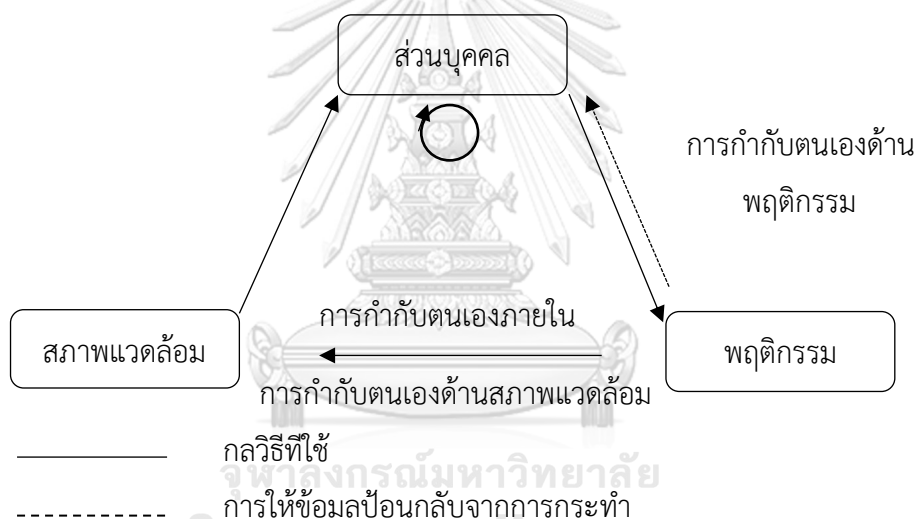 ส่วนบุคคล
การกำกับตนเองด้าน
พฤติกรรม
การกำกับตนเองภายใน
สภาพแวดล้อม
พฤติกรรม
การกำกับตนเองด้านสภาพแวดล้อม
กลวิธีที่ใช้
จุฬาลงกรณ์มหาวิทยาลัย
การให้ข้อมูลป้อนกลับจากการกระทำ